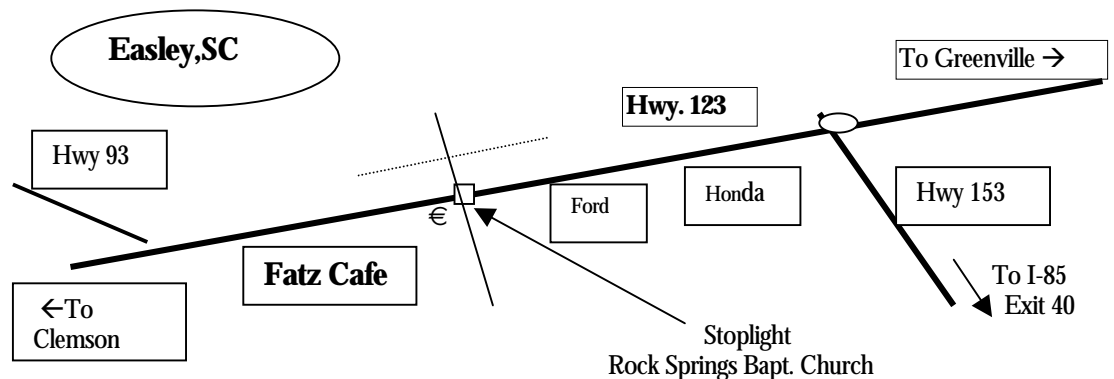 Easley,SC
To Greenville →
Hwy. 123
Hwy 93
Hwy 153
Ford
Honda
€
Fatz Cafe
←To
Clemson
To I-85
Exit 40
Stoplight
Rock Springs Bapt. Church